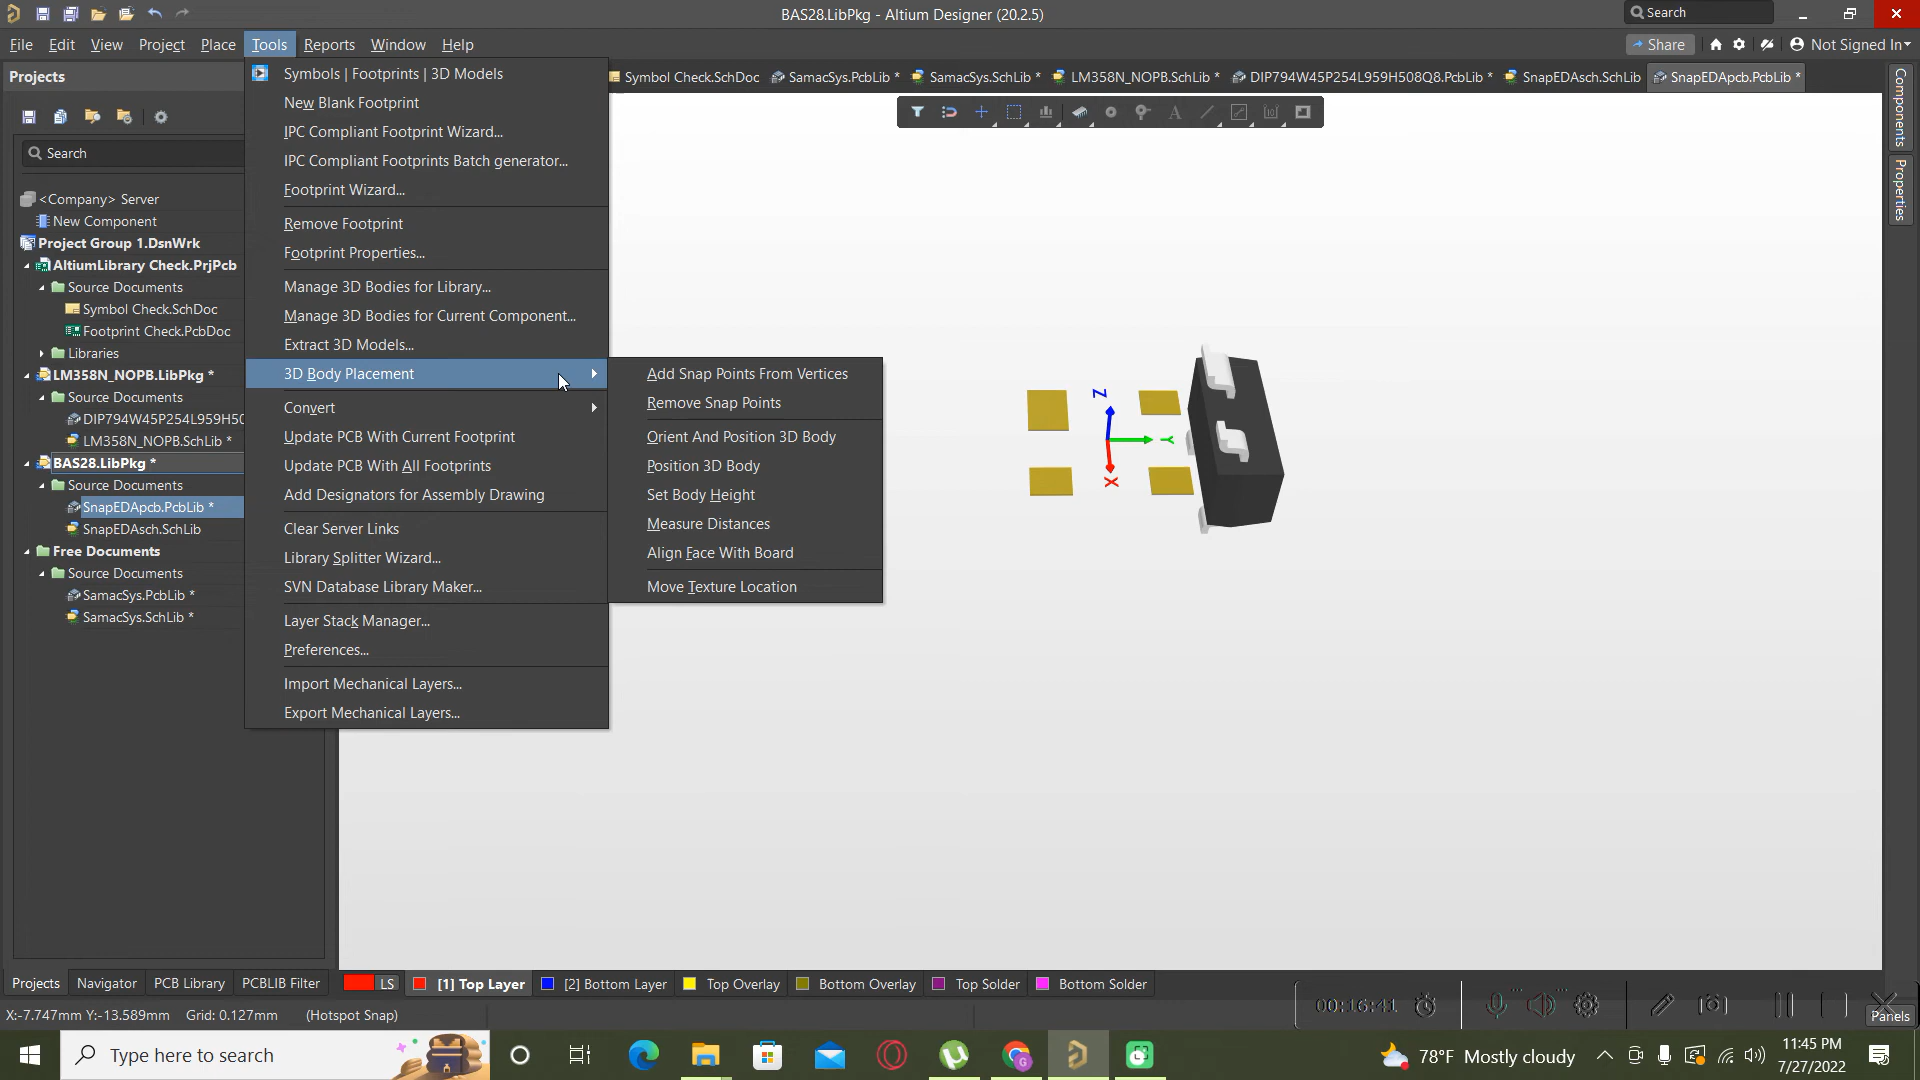 BAS28.LibPkg - Altium Designer (20.2.5)
Search
File Edit View Project Place Tools Reports Window Help
Share
Not Signed In
Projects
Symbol Check.SchDoc
SamacSys.PcbLib *
SamacSys.SchLib *
LM358N_NOPB.SchLib *
DIP794W45P254L959H508Q8.PcbLib *
SnapEDAsch.SchLib
SnapEDApcb.PcbLib *
Search
<Company> Server
New Component
Project Group 1.DsnWrk
AltiumLibrary Check.PrjPcb
Source Documents
Symbol Check.SchDoc
Footprint Check.PcbDoc
Libraries
LM358N_NOPB.LibPkg *
Source Documents
DIP794W45P254L959H50
LM358N_NOPB.SchLib *
BAS28.LibPkg *
Source Documents
SnapEDApcb.PcbLib *
SnapEDAsch.SchLib
Free Documents
Source Documents
SamacSys.PcbLib *
SamacSys.SchLib *
Symbols | Footprints | 3D Models
New Blank Footprint
IPC Compliant Footprint Wizard...
IPC Compliant Footprints Batch generator...
Footprint Wizard...
Remove Footprint
Footprint Properties...
Manage 3D Bodies for Library...
Manage 3D Bodies for Current Component...
Extract 3D Models...
3D Body Placement
Convert
Update PCB With Current Footprint
Update PCB With All Footprints
Add Designators for Assembly Drawing
Clear Server Links
Library Splitter Wizard...
SVN Database Library Maker...
Layer Stack Manager...
Preferences...
Import Mechanical Layers...
Export Mechanical Layers...
Add Snap Points From Vertices
Remove Snap Points
Orient And Position 3D Body
Position 3D Body
Set Body Height
Measure Distances
Align Face With Board
Move Texture Location
Z
Y
X
Components
Properties
Projects Navigator PCB Library PCBLIB Filter
LS
[1] Top Layer
[2] Bottom Layer
Top Overlay
Bottom Overlay
Top Solder
Bottom Solder
X:-7.747mm Y:-13.589mm Grid: 0.127mm (Hotspot Snap)
00:16:41
Panels
Type here to search
78°F Mostly cloudy
11:45 PM
7/27/2022